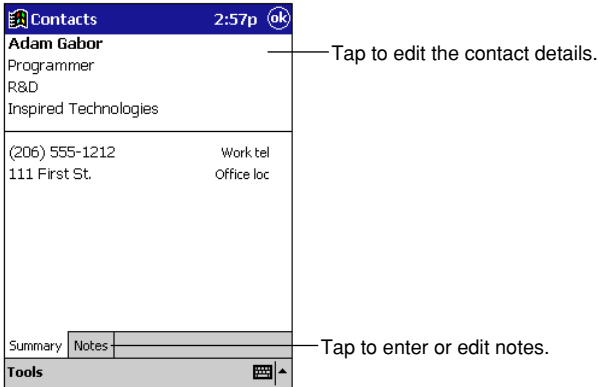 Contacts 2:57p ok
Adam Gabor
Tap to edit the contact details.
Programmer
R&D
Inspired Technologies
(206) 555-1212 Work tel
111 First St. Office loc
Summary Notes
Tap to enter or edit notes.
Tools